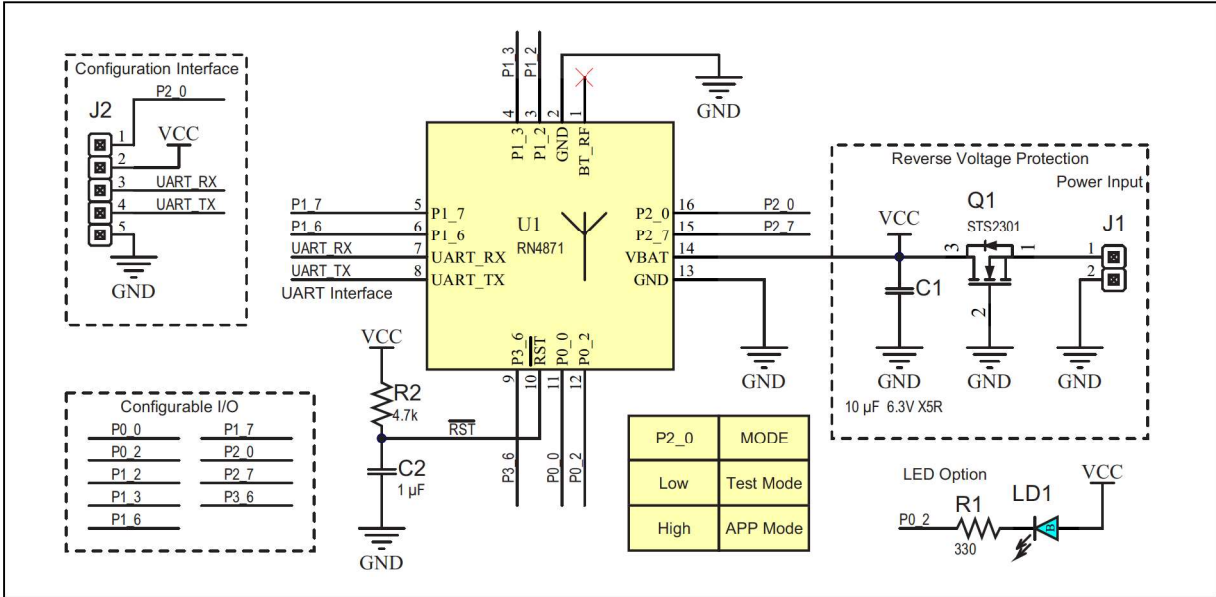 Configuration Interface
P2_0
J2
1
VCC
2
3
UART_RX
4
UART_TX
5
GND
P1_3
P1_2
4
3
2
1
P1_3
P1_2
GND
BT_RF
GND
P1_7
5
P1_7
P1_6
6
P1_6
UART_RX
7
UART_RX
UART_TX
8
UART_TX
UART Interface
U1
RN4871
P2_0
16
P2_0
P2_7
15
P2_7
VBAT
14
GND
13
GND
P3_6
RST
P0_0
P0_2
9
10
11
12
P3_6
P0_0
P0_2
VCC
R2
4.7k
RST
C2
1 µF
GND
Reverse Voltage Protection
Power Input
VCC
Q1
STS2301
J1
3
1
1
2
2
C1
GND
GND
GND
10 µF 6.3V X5R
Configurable I/O
P0_0 P1_7
P0_2 P2_0
P1_2 P2_7
P1_3 P3_6
P1_6
P2_0 MODE
Low Test Mode
High APP Mode
LED Option
VCC
R1
LD1
P0_2
330
B